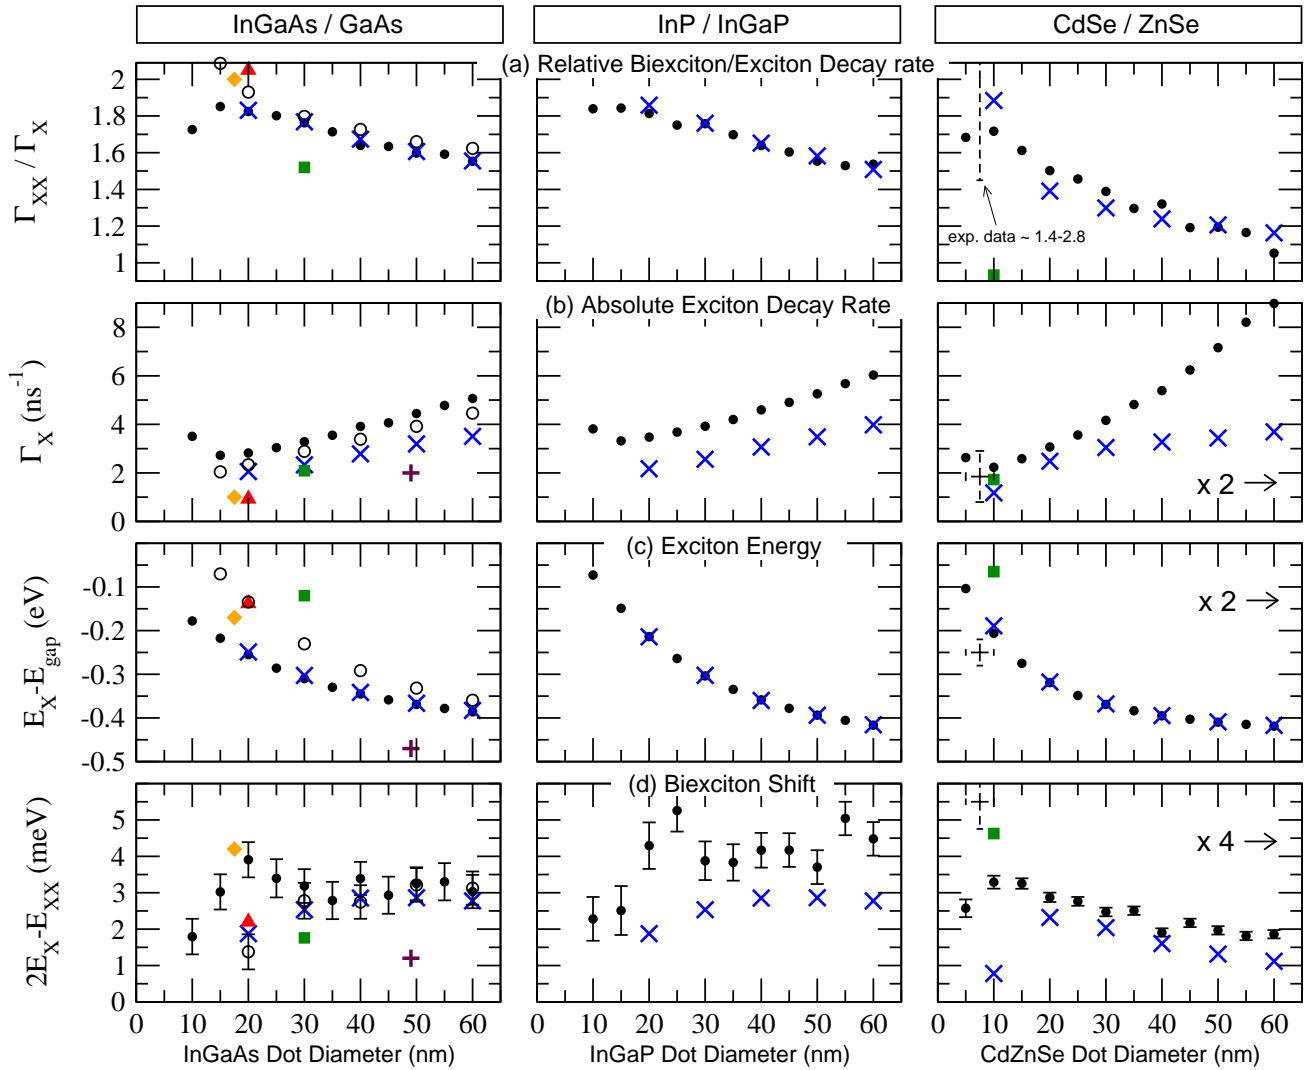 InGaAs / GaAs InP / InGaP CdSe / ZnSe
(a) Relative Biexciton/Exciton Decay rate
Γ_XX / Γ_X
2
1.8
1.6
1.4
1.2
1
exp. data ~ 1.4-2.8
(b) Absolute Exciton Decay Rate
Γ_X (ns⁻¹)
8
6
4
2
0
x 2 →
(c) Exciton Energy
E_X-E_gap (eV)
-0.1
-0.2
-0.3
-0.4
-0.5
x 2 →
(d) Biexciton Shift
2E_X-E_XX (meV)
5
4
3
2
1
0
x 4 →
0 10 20 30 40 50 60 0 10 20 30 40 50 60 0 10 20 30 40 50 60
InGaAs Dot Diameter (nm) InGaP Dot Diameter (nm) CdZnSe Dot Diameter (nm)